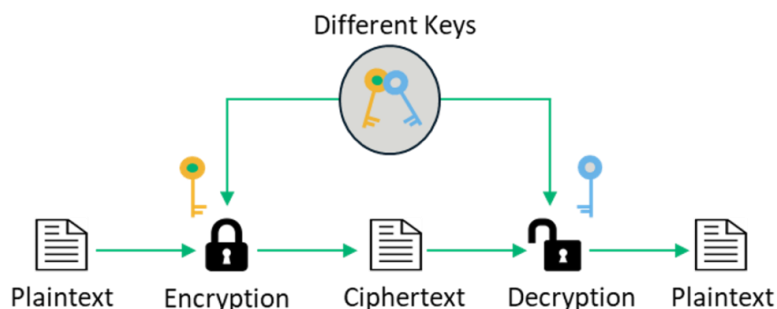 Different Keys
Plaintext
Encryption
Ciphertext
Decryption
Plaintext